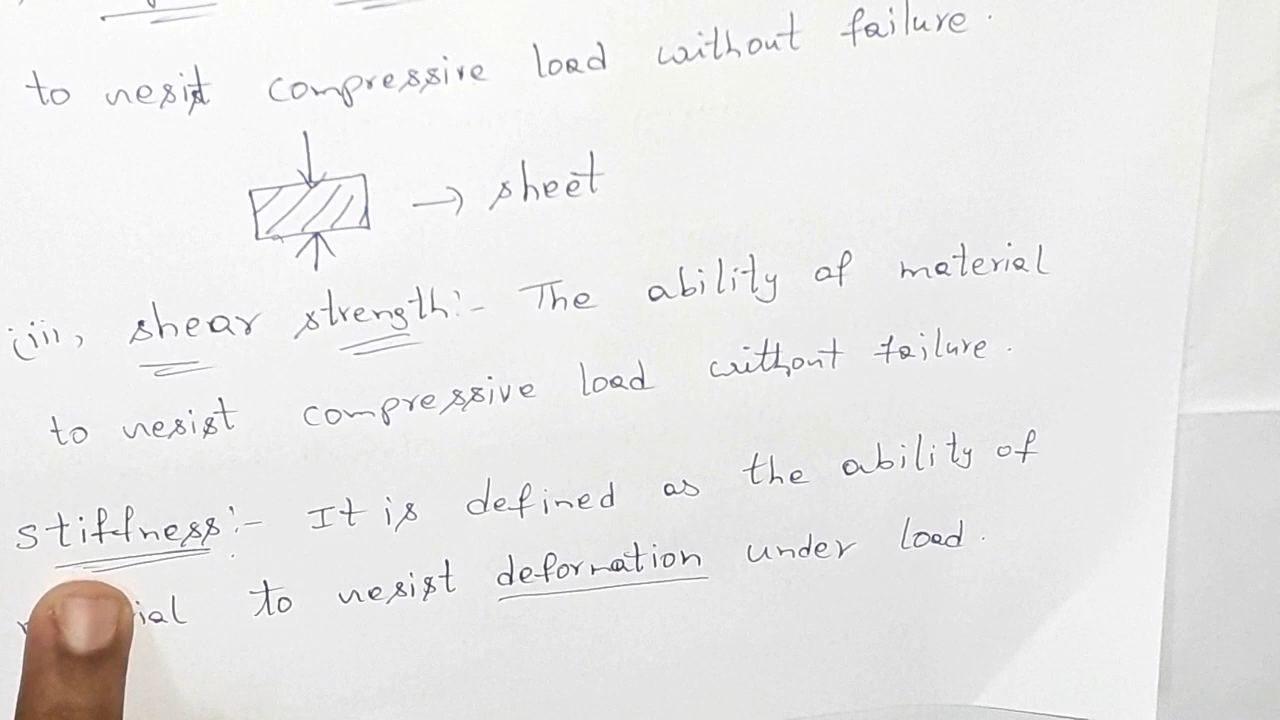 to resist compressive load without failure.
→ sheet
(iii, shear strength:- The ability of material
to resist compressive load without failure.
stiffness:- It is defined as the ability of
to resist deformation under load.